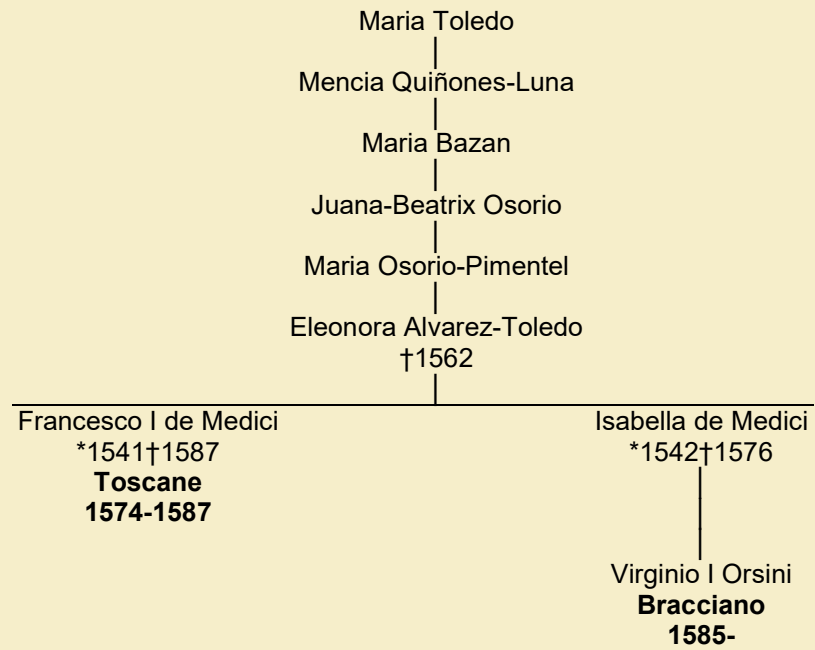 Maria Toledo
Mencia Quiñones-Luna
Maria Bazan
Juana-Beatrix Osorio
Maria Osorio-Pimentel
Eleonora Alvarez-Toledo
†1562
Francesco I de Medici
*1541†1587
Toscane
1574-1587
Isabella de Medici
*1542†1576
Virginio I Orsini
Bracciano
1585-